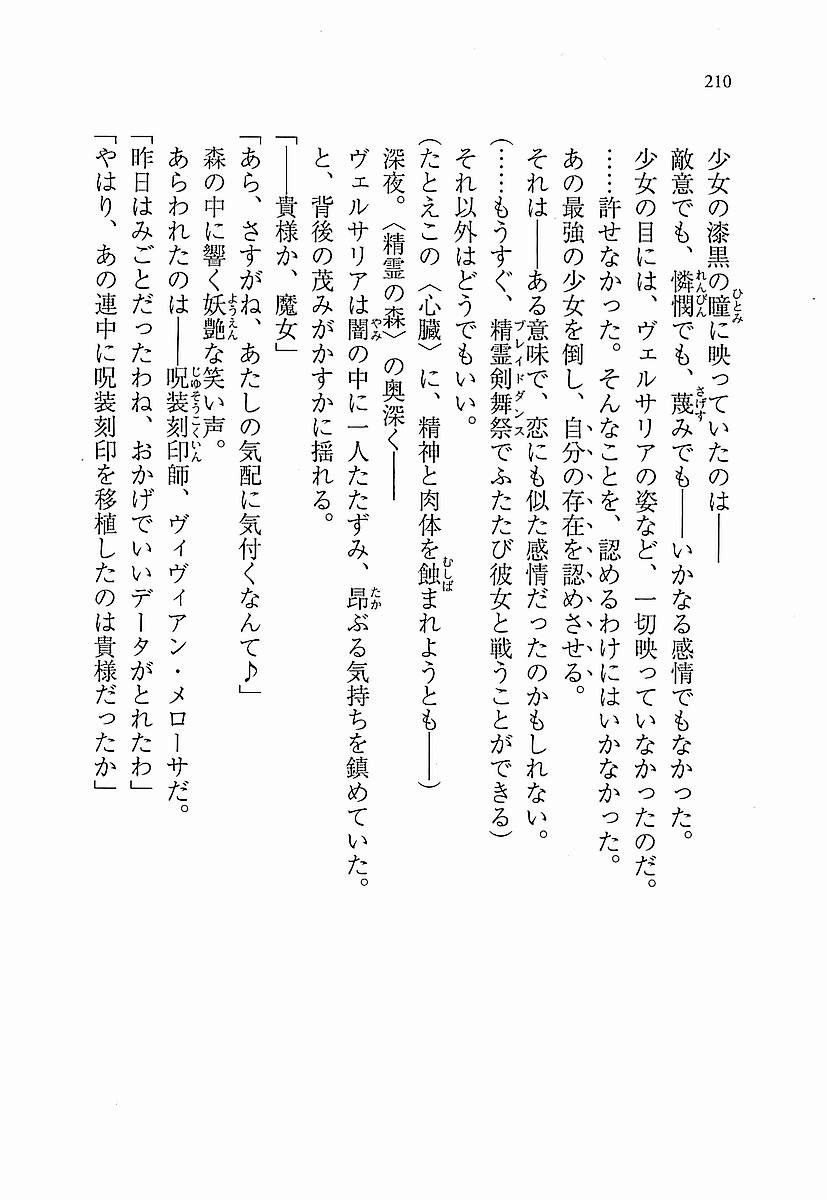 210
少女の漆黒の瞳に映っていたのは――
敵意でも、憐憫でも、蔑みでも――いかなる感情でもなかった。
少女の目には、ヴェルサリアの姿など、一切映っていなかったのだ。
……許せなかった。そんなことを、認めるわけにはいかなかった。
あの最強の少女を倒し、自分の存在を認めさせる。
それは――ある意味で、恋にも似た感情だったのかもしれない。
(……もうすぐ、精霊剣舞祭でふたたび彼女と戦うことができる)
それ以外はどうでもいい。
(たとえこの〈心臓〉に、精神と肉体を蝕まれようとも――)
深夜。〈精霊の森〉の奥深く――
ヴェルサリアは闇の中に一人たたずみ、昂ぶる気持ちを鎮めていた。
と、背後の茂みがかすかに揺れる。
「――貴様か、魔女」
「あら、さすがね、あたしの気配に気付くなんて♪」
森の中に響く妖艶な笑い声。
あらわれたのは――呪装刻印師、ヴィヴィアン・メローサだ。
「昨日はみごとだったわね、おかげでいいデータがとれたわ」
「やはり、あの連中に呪装刻印を移植したのは貴様だったか」